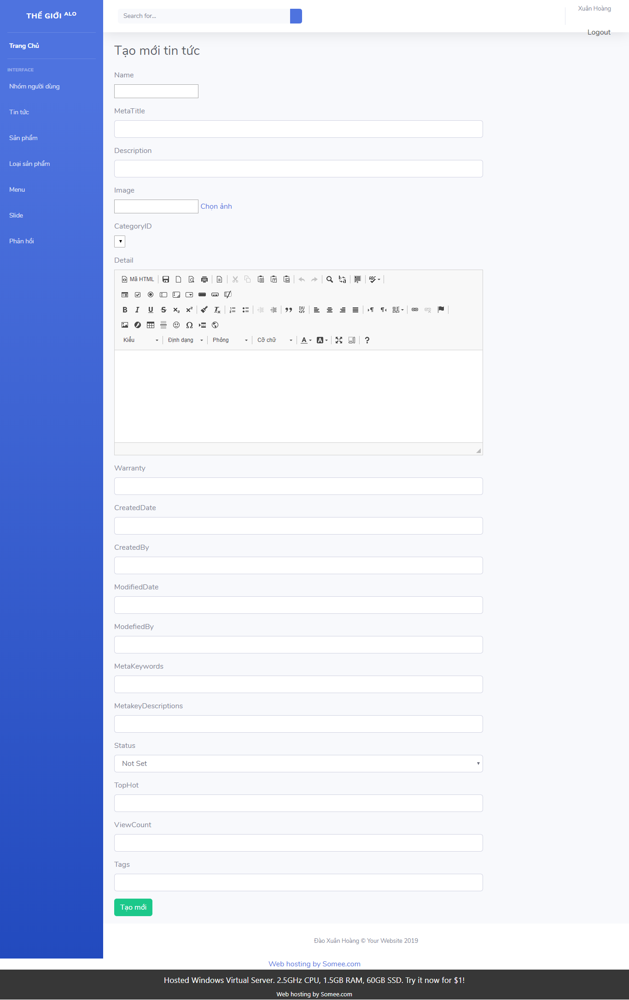 THẾ GIỚI ALO
Trang Chủ
INTERFACE
Nhóm người dùng
Tin tức
Sản phẩm
Loại sản phẩm
Menu
Slide
Phản hồi
Search for...
Xuân Hoàng
Logout
Tạo mới tin tức
Name
MetaTitle
Description
Image
Chọn ảnh
CategoryID
Detail
Mã HTML
Kiểu
Định dạng
Phông
Cỡ chữ
Warranty
CreatedDate
CreatedBy
ModifiedDate
ModefiedBy
MetaKeywords
MetakeyDescriptions
Status
Not Set
TopHot
ViewCount
Tags
Tạo mới
Đào Xuân Hoàng © Your Website 2019
Web hosting by Somee.com
Hosted Windows Virtual Server. 2.5GHz CPU, 1.5GB RAM, 60GB SSD. Try it now for $1!
Web hosting by Somee.com